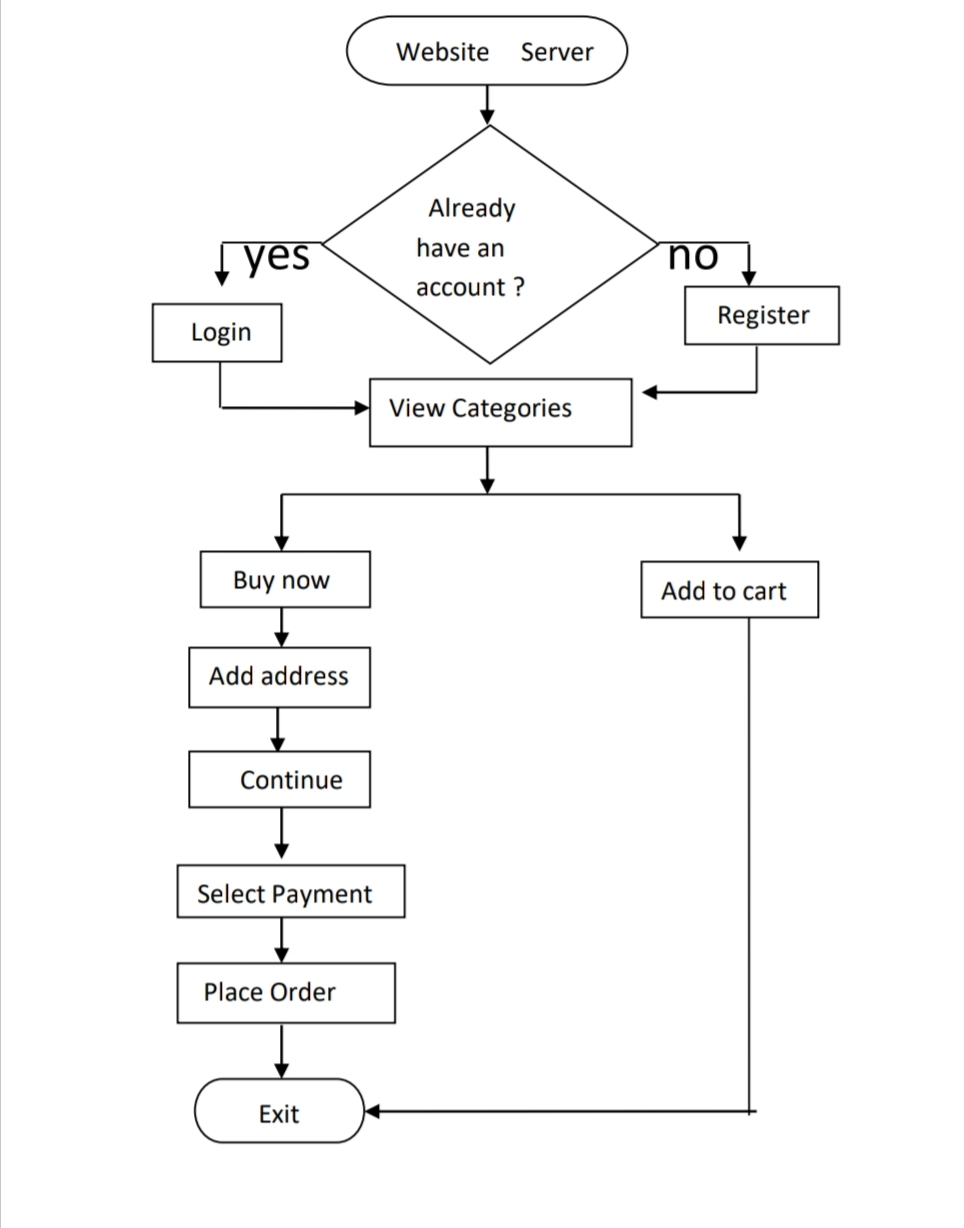 Website Server
Already
have an
account ?
yes
no
Login
Register
View Categories
Buy now
Add to cart
Add address
Continue
Select Payment
Place Order
Exit